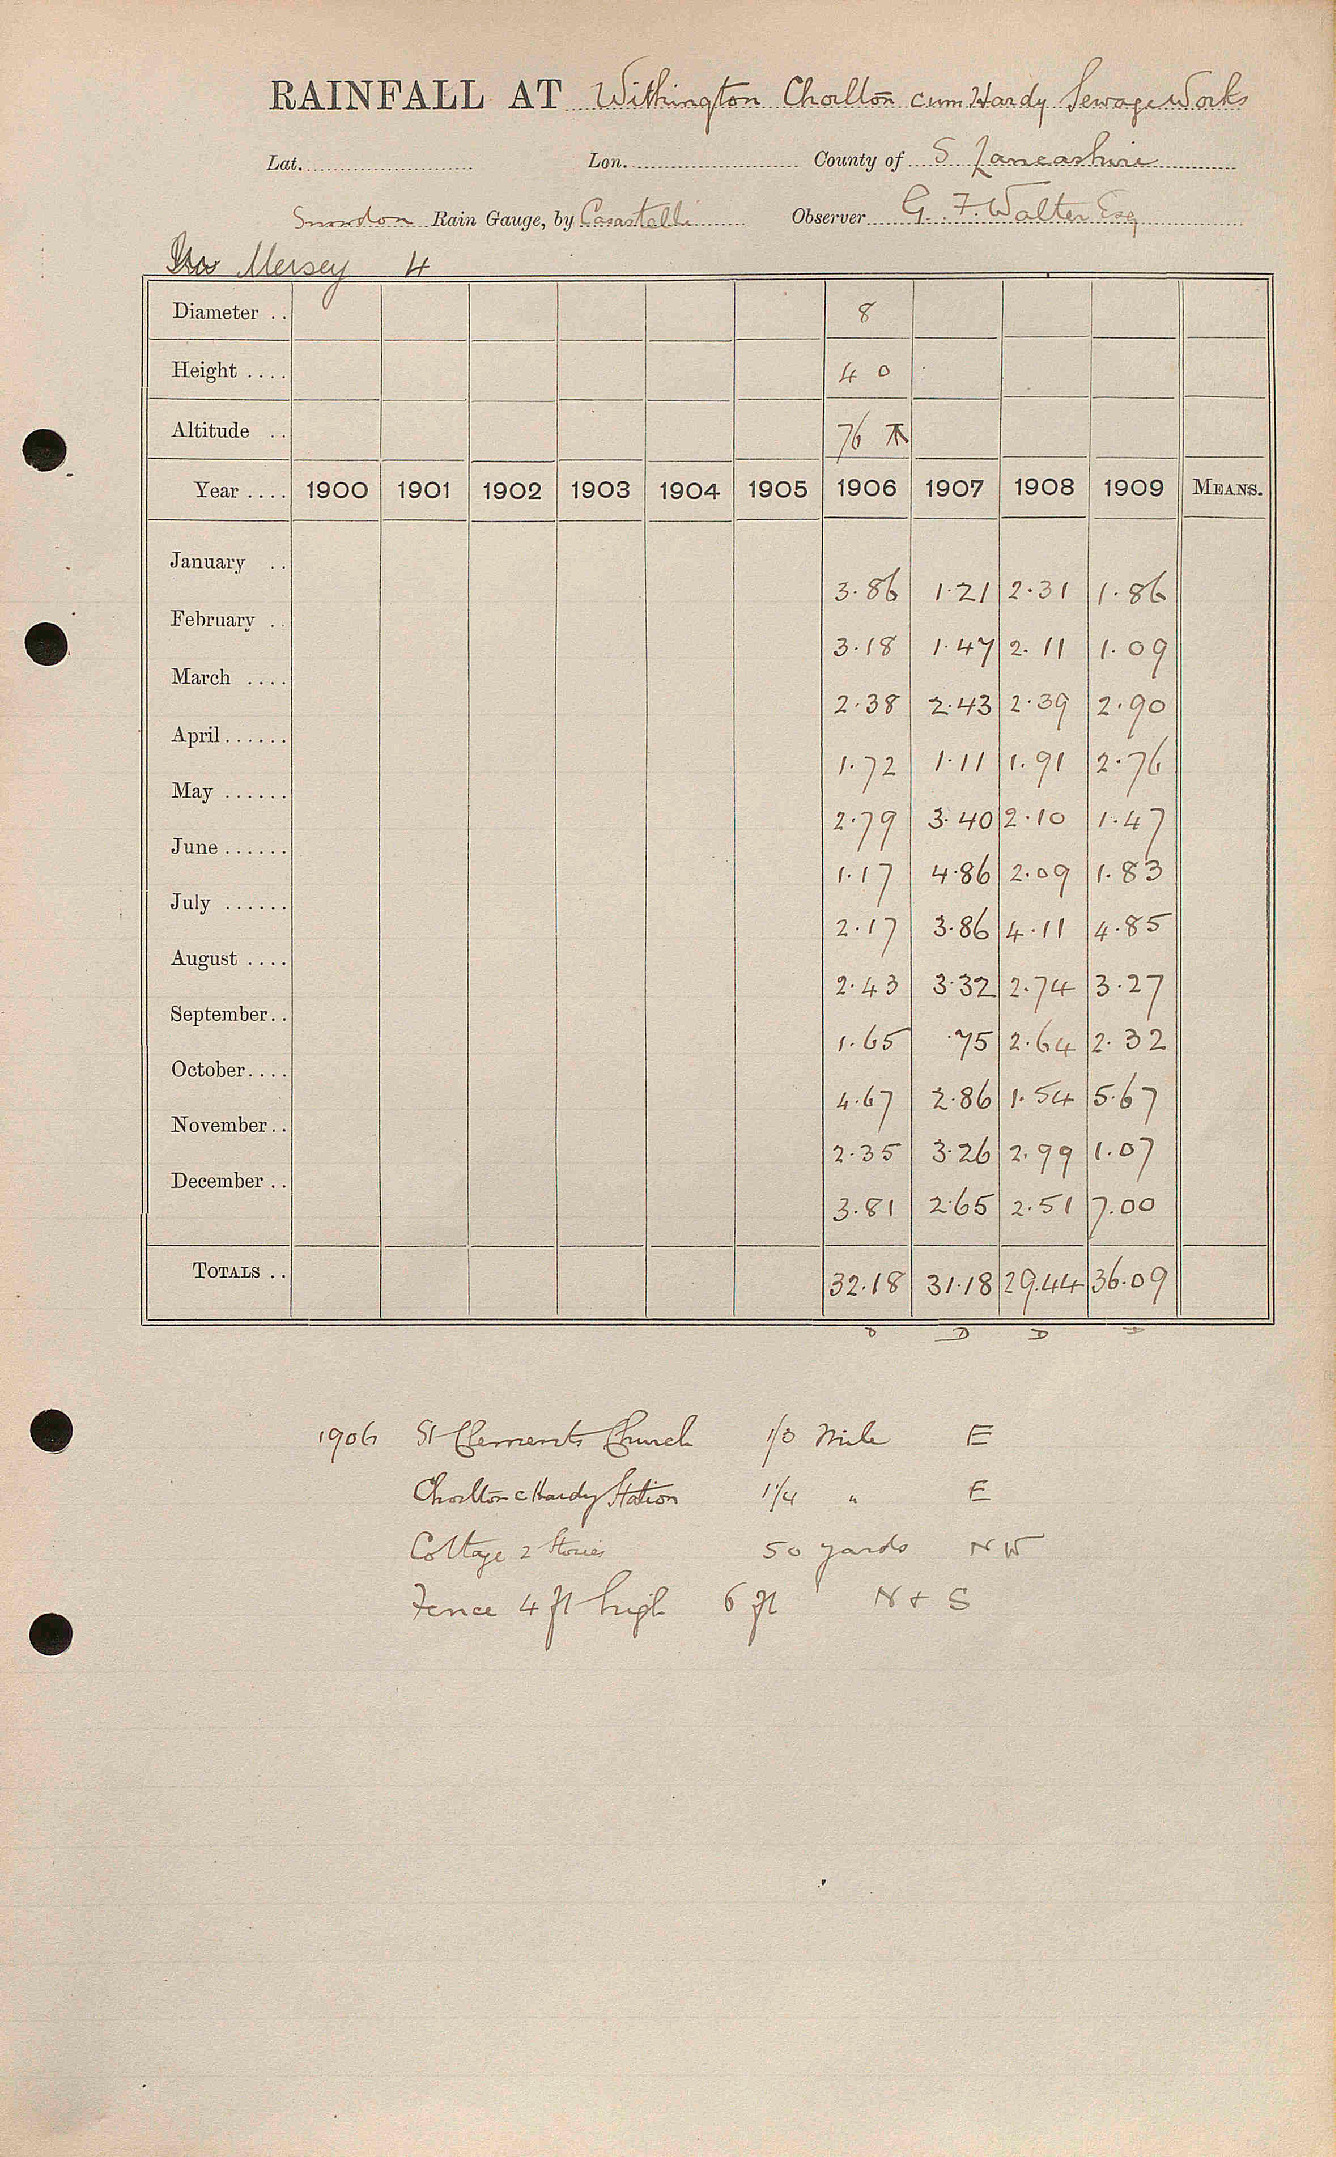 RAINFALL AT Withington Chorlton cum Hardy Sewage Works
Lat. Lon. County of S Lancashire
Snowdon Rain Gauge, by Casartelli Observer G. F. Walter Esq
Mersey 4
Diameter .. 8
Height .... 4 0
Altitude .. 76
Year .... 1900 1901 1902 1903 1904 1905 1906 1907 1908 1909 MEANS.
January .. 3.86 1.21 2.31 1.86
February .. 3.18 1.47 2.11 1.09
March .... 2.38 2.43 2.39 2.90
April...... 1.72 1.11 1.91 2.76
May ...... 2.79 3.40 2.10 1.47
June ...... 1.17 4.86 2.09 1.83
July ...... 2.17 3.86 4.11 4.85
August .... 2.43 3.32 2.74 3.27
September.. 1.65 .75 2.64 2.32
October.... 4.67 2.86 1.54 5.67
November.. 2.35 3.26 2.99 1.07
December .. 3.81 2.65 2.51 7.00
TOTALS .. 32.18 31.18 29.44 36.09
D D
1906 St Clements Church 1/0 Mile E
Chorlton c Hardy Station 1 1/4 " E
Cottage 2 Stories 50 yards NW
Fence 4 ft high 6 ft N + S